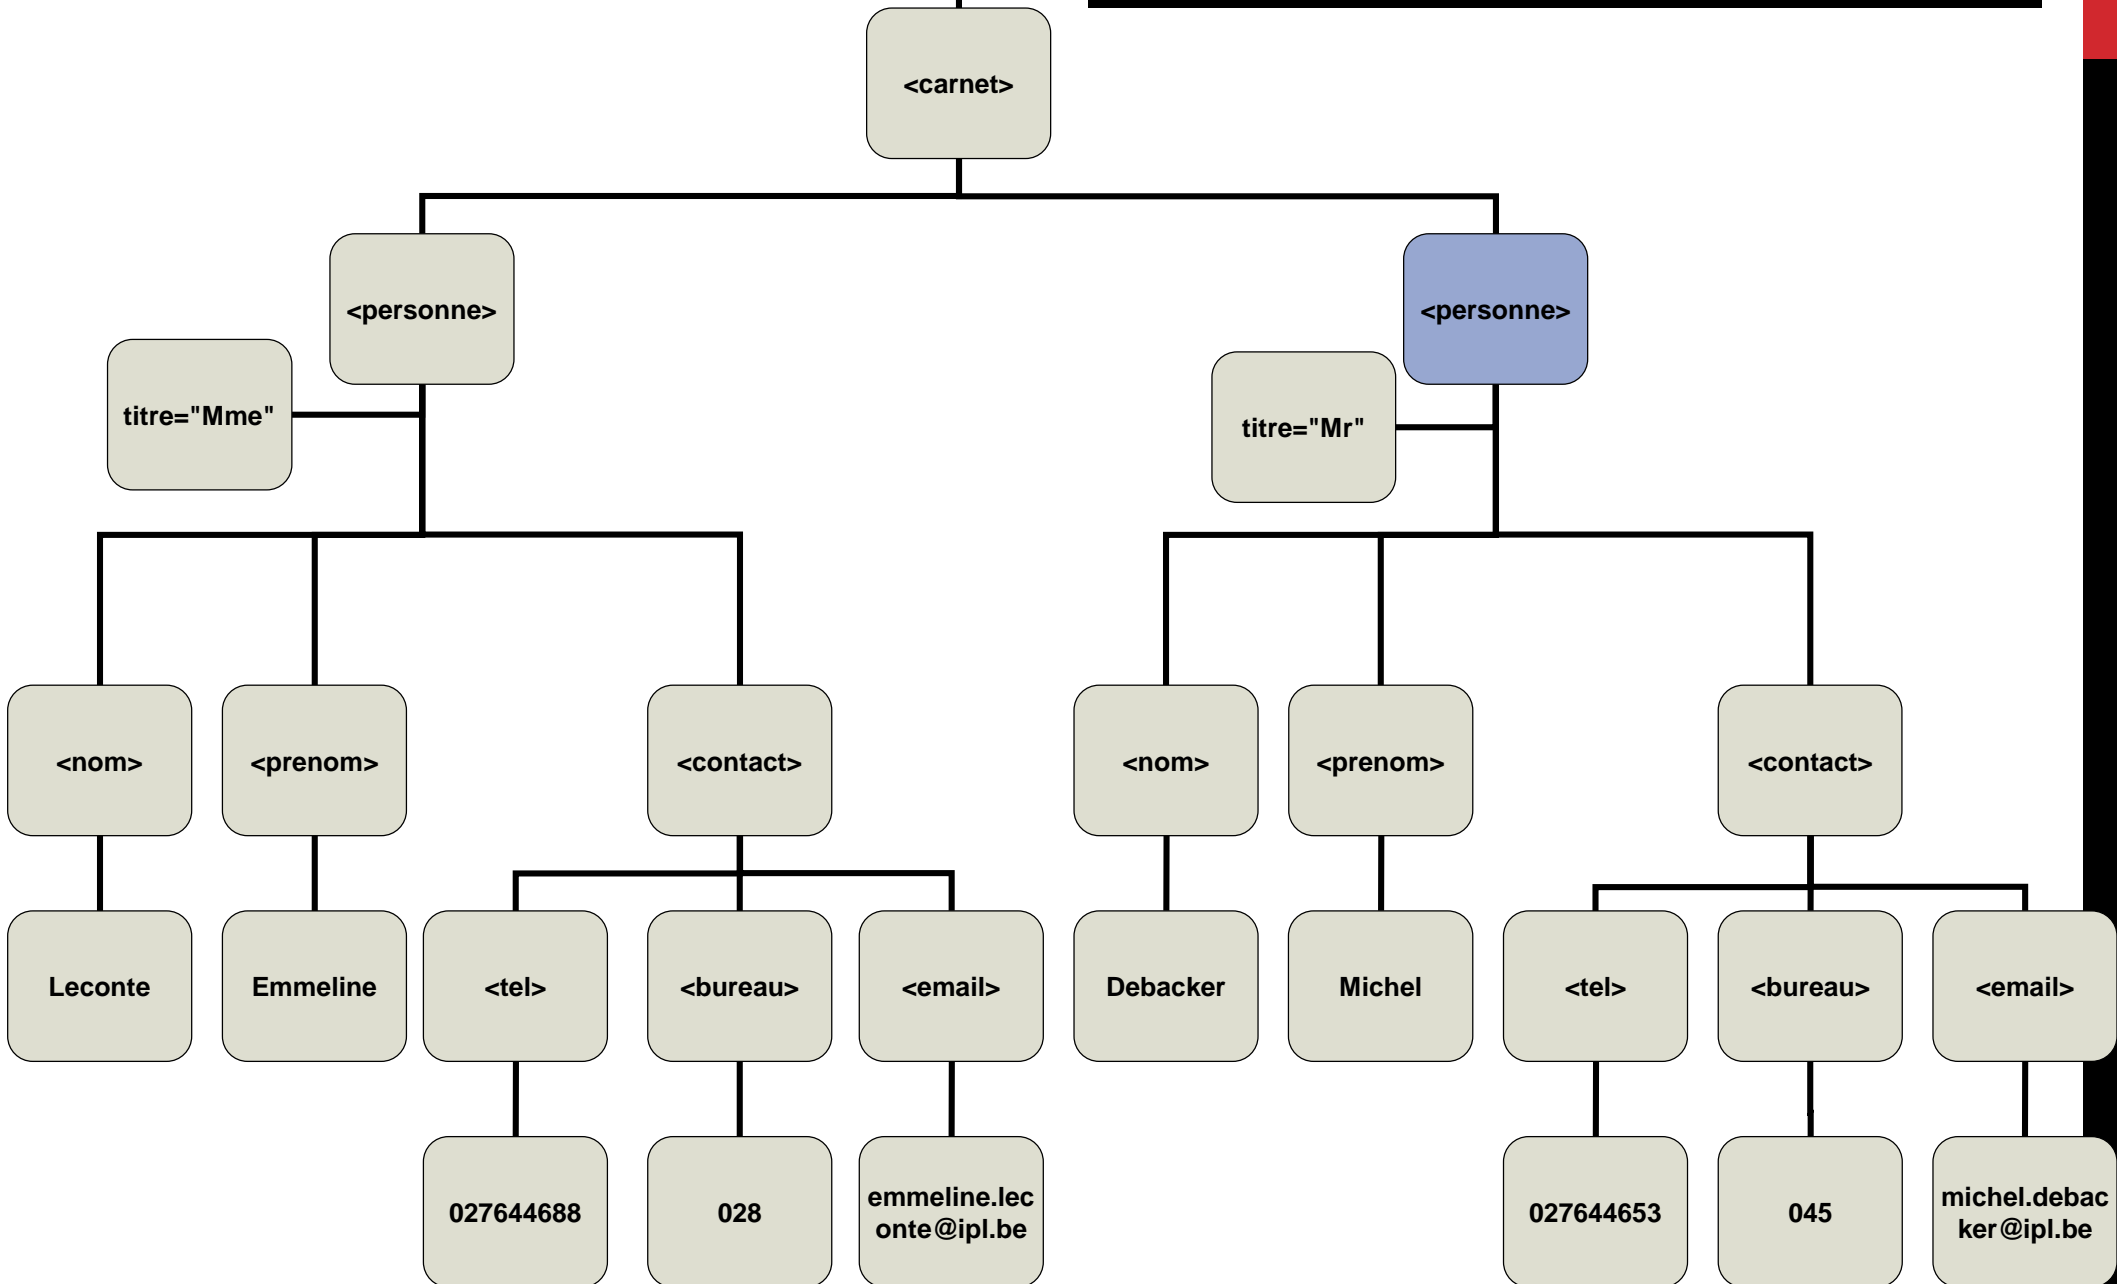 <carnet>
<personne>
<personne>
titre="Mme"
titre="Mr"
<nom>
<prenom>
<contact>
<nom>
<prenom>
<contact>
Leconte
Emmeline
<tel>
<bureau>
<email>
Debacker
Michel
<tel>
<bureau>
<email>
027644688
028
emmeline.lec
onte@ipl.be
027644653
045
michel.debac
ker@ipl.be